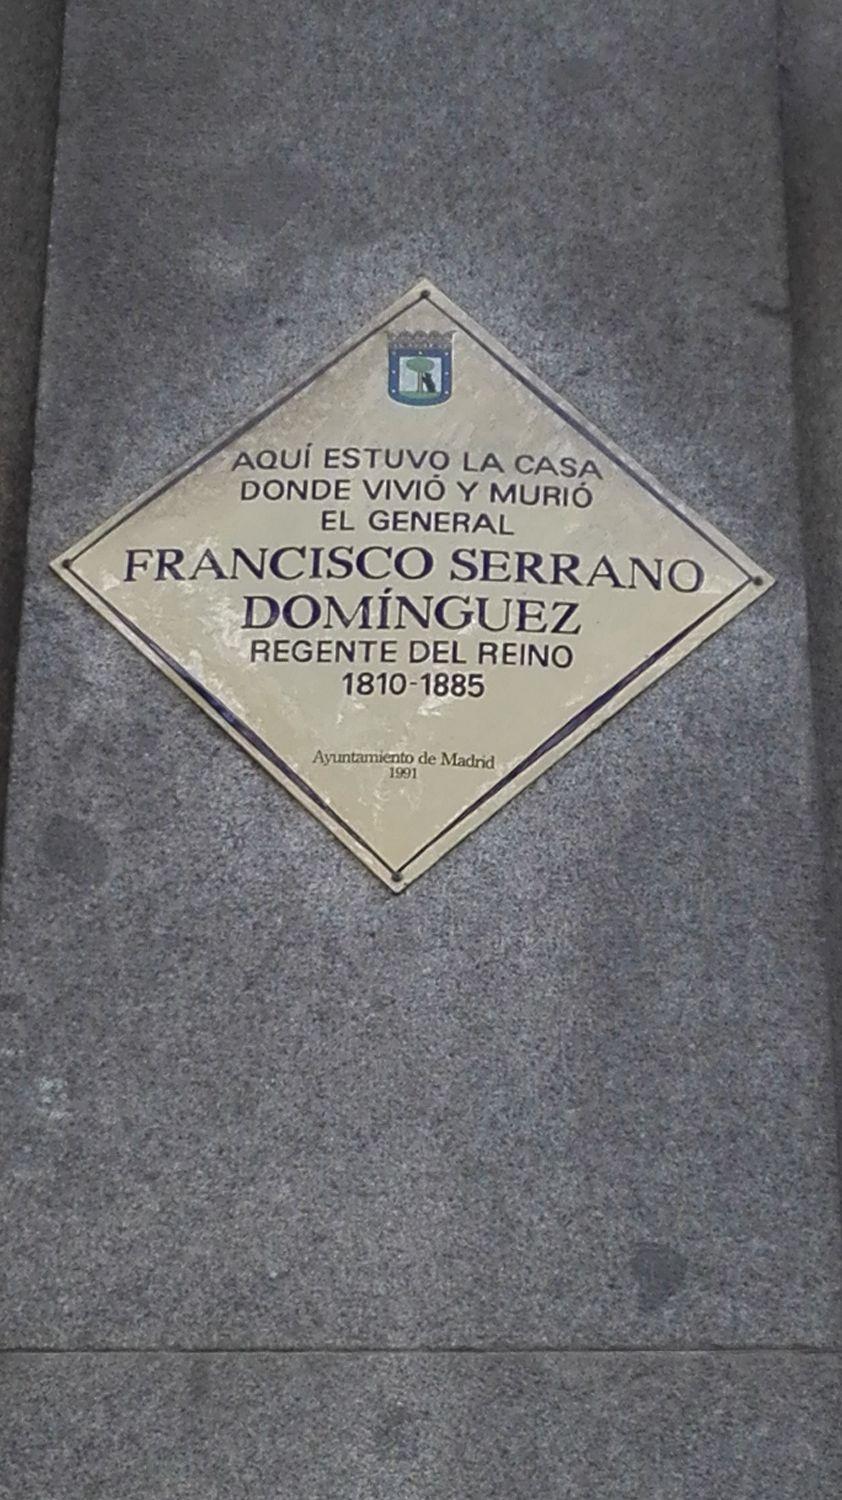 AQUÍ ESTUVO LA CASA
DONDE VIVIÓ Y MURIÓ
EL GENERAL
FRANCISCO SERRANO
DOMÍNGUEZ
REGENTE DEL REINO
1810-1885
Ayuntamiento de Madrid
1991